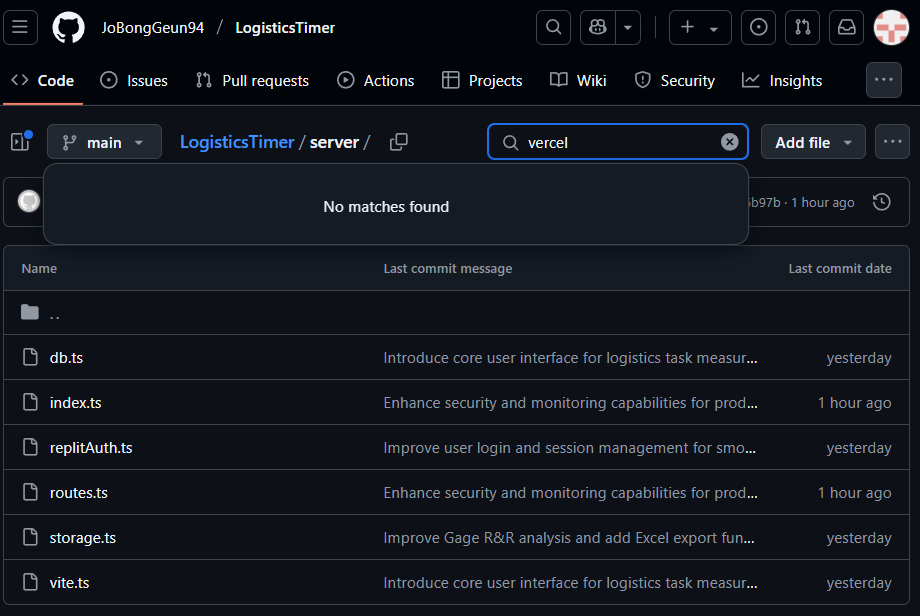 JoBongGeun94 / LogisticsTimer
Code Issues Pull requests Actions Projects Wiki Security Insights
main LogisticsTimer / server / vercel Add file
No matches found
b97b · 1 hour ago
Name Last commit message Last commit date
..
db.ts Introduce core user interface for logistics task measur... yesterday
index.ts Enhance security and monitoring capabilities for prod... 1 hour ago
replitAuth.ts Improve user login and session management for smo... yesterday
routes.ts Enhance security and monitoring capabilities for prod... 1 hour ago
storage.ts Improve Gage R&R analysis and add Excel export fun... yesterday
vite.ts Introduce core user interface for logistics task measur... yesterday